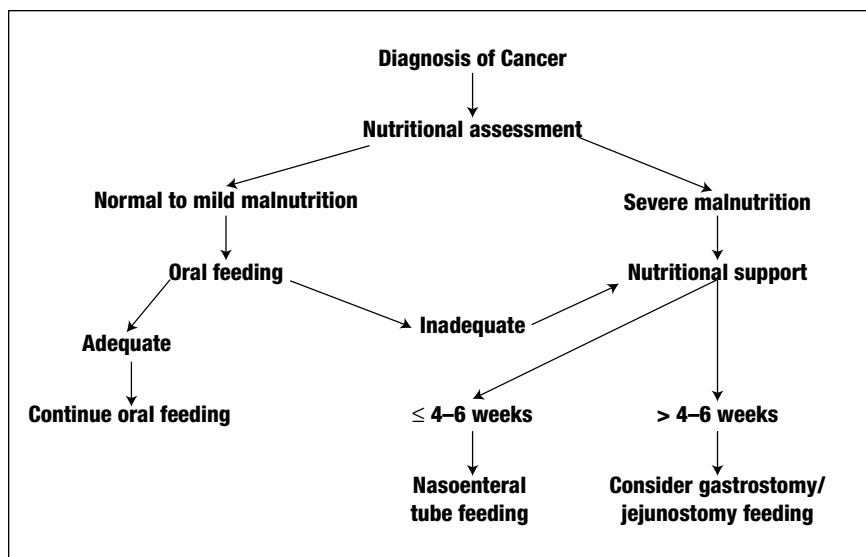 Diagnosis of Cancer
Nutritional assessment
Normal to mild malnutrition
Severe malnutrition
Oral feeding
Nutritional support
Inadequate
Adequate
Continue oral feeding
≤ 4–6 weeks
> 4–6 weeks
Nasoenteral
tube feeding
Consider gastrostomy/
jejunostomy feeding